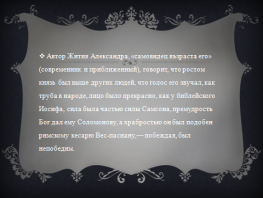 ❖ Автор Жития Александра, «самовидец возраста его»
(современник и приближенный), говорит, что ростом
князь был выше других людей, что голос его звучал, как
труба в народе, лицо было прекрасно, как у библейского
Иосифа, сила была частью силы Самсона, премудрость
Бог дал ему Соломонову, а храбростью он был подобен
римскому кесарю Веспасиану,— побеждая, был
непобедим.